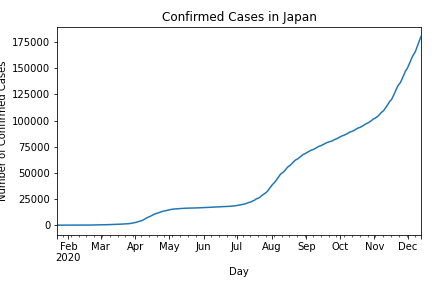 Confirmed Cases in Japan
Number of Confirmed Cases
175000
150000
125000
100000
75000
50000
25000
0
Feb Mar Apr May Jun Jul Aug Sep Oct Nov Dec
2020
Day